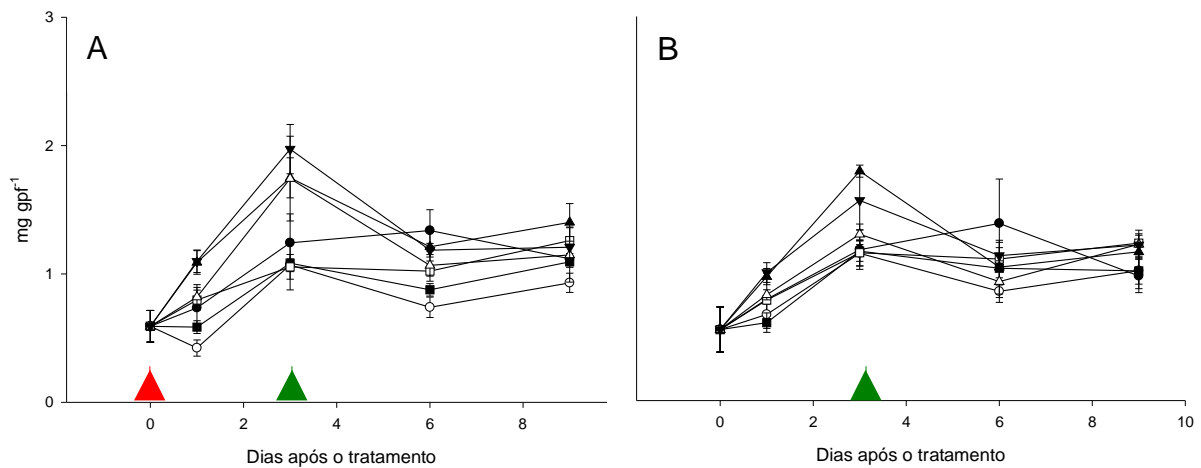 3
A
B
2
mg gpf-1
1
0
0 2 4 6 8
0 2 4 6 8 10
Dias após o tratamento
Dias após o tratamento